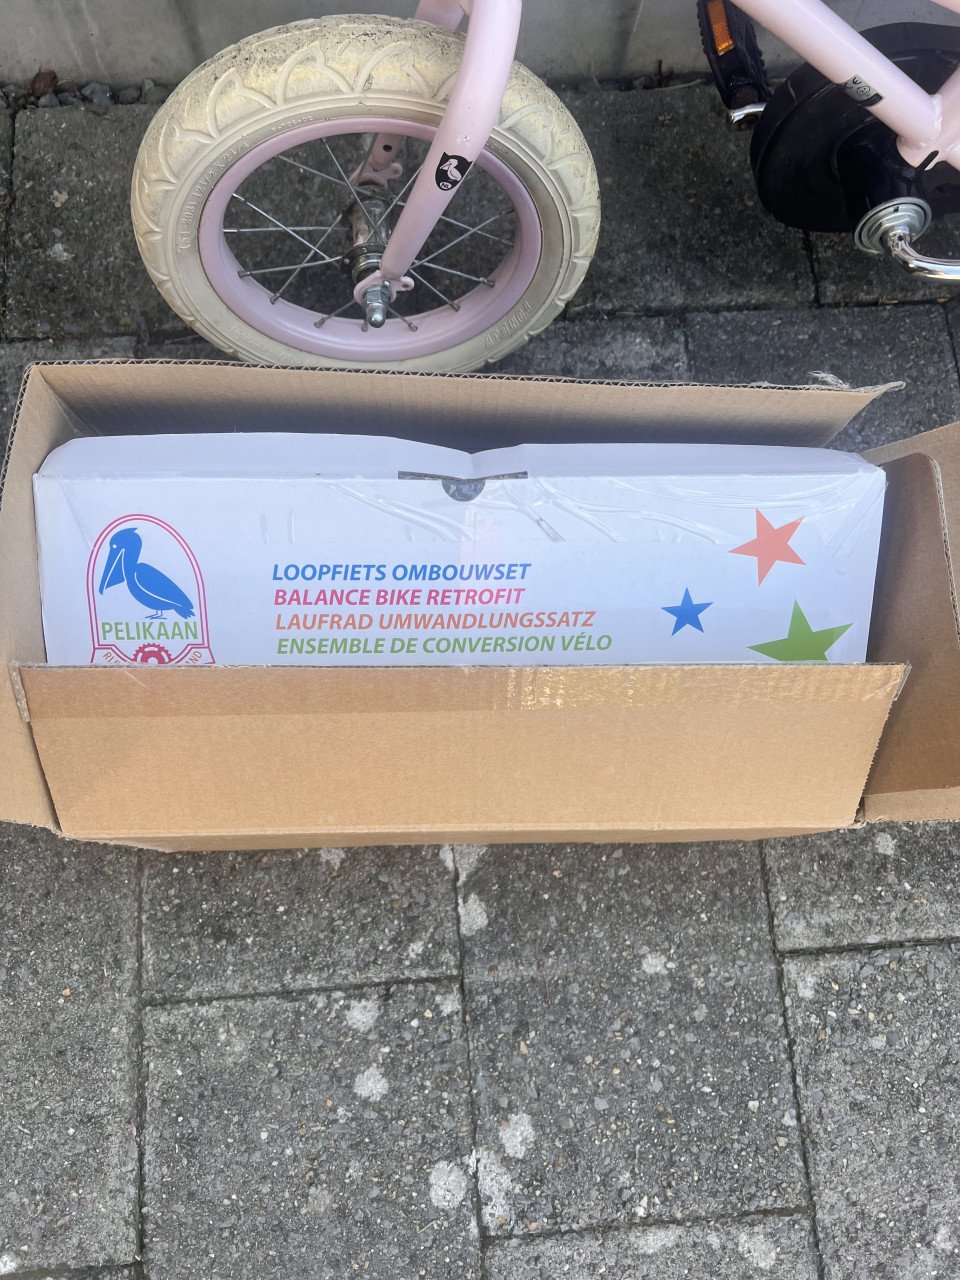 LOOPFIETS OMBOUWSET
BALANCE BIKE RETROFIT
LAUFRAD UMWANDLUNGSSATZ
ENSEMBLE DE CONVERSION VÉLO
PELIKAAN